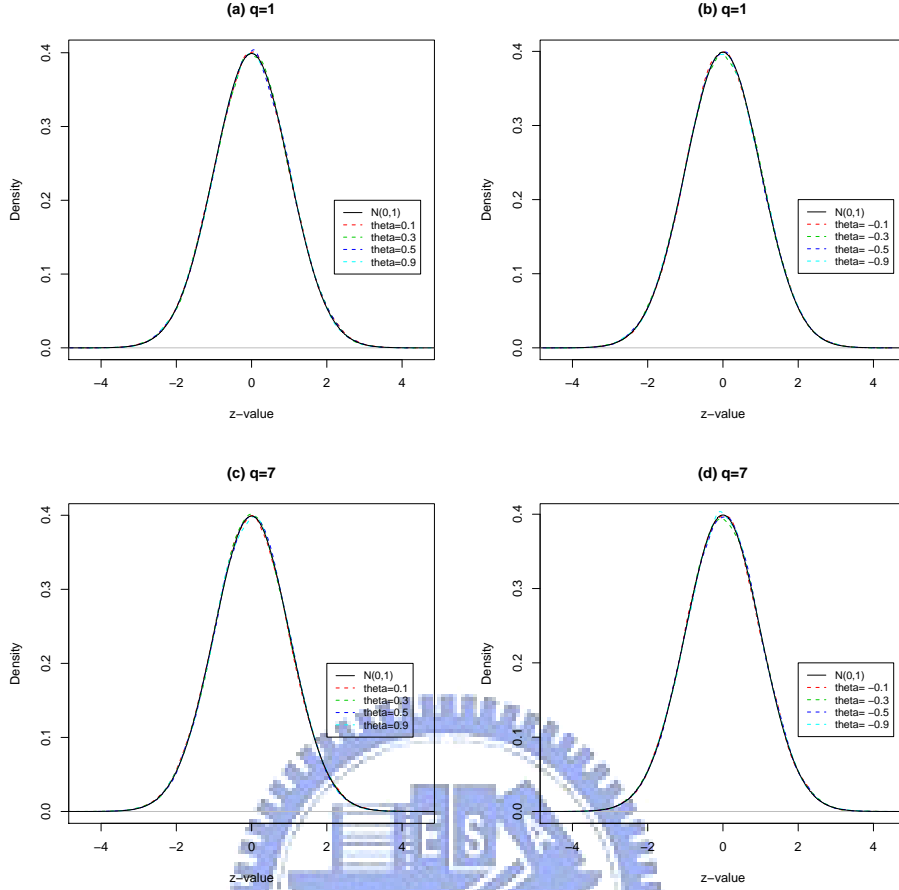 (a) q=1
Density
0.0 0.1 0.2 0.3 0.4
N(0,1)
theta=0.1
theta=0.3
theta=0.5
theta=0.9
−4 −2 0 2 4
z−value
(b) q=1
Density
0.0 0.1 0.2 0.3 0.4
N(0,1)
theta= −0.1
theta= −0.3
theta= −0.5
theta= −0.9
−4 −2 0 2 4
z−value
(c) q=7
Density
0.0 0.1 0.2 0.3 0.4
N(0,1)
theta=0.1
theta=0.3
theta=0.5
theta=0.9
−4 −2 0 2 4
z−value
(d) q=7
Density
0.0 0.1 0.2 0.3 0.4
N(0,1)
theta= −0.1
theta= −0.3
theta= −0.5
theta= −0.9
−4 −2 0 2 4
z−value